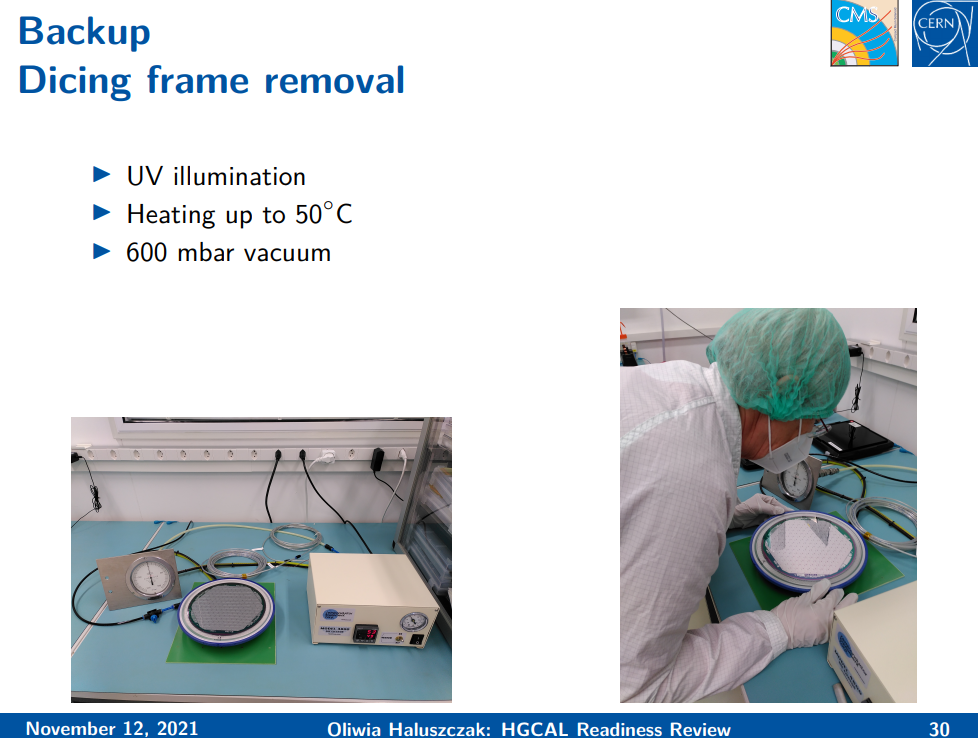 Backup
Dicing frame removal
CMS
CERN
▶ UV illumination
▶ Heating up to 50°C
▶ 600 mbar vacuum
November 12, 2021
Oliwia Haluszczak: HGCAL Readiness Review
30